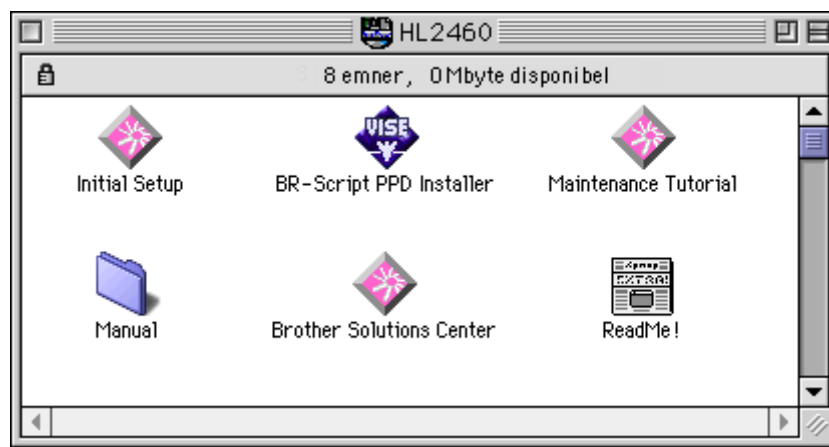 HL2460
8 emner, 0 Mbyte disponibel
VISE
Initial Setup
BR-Script PPD Installer
Maintenance Tutorial
EXTRA!
Manual
Brother Solutions Center
ReadMe!